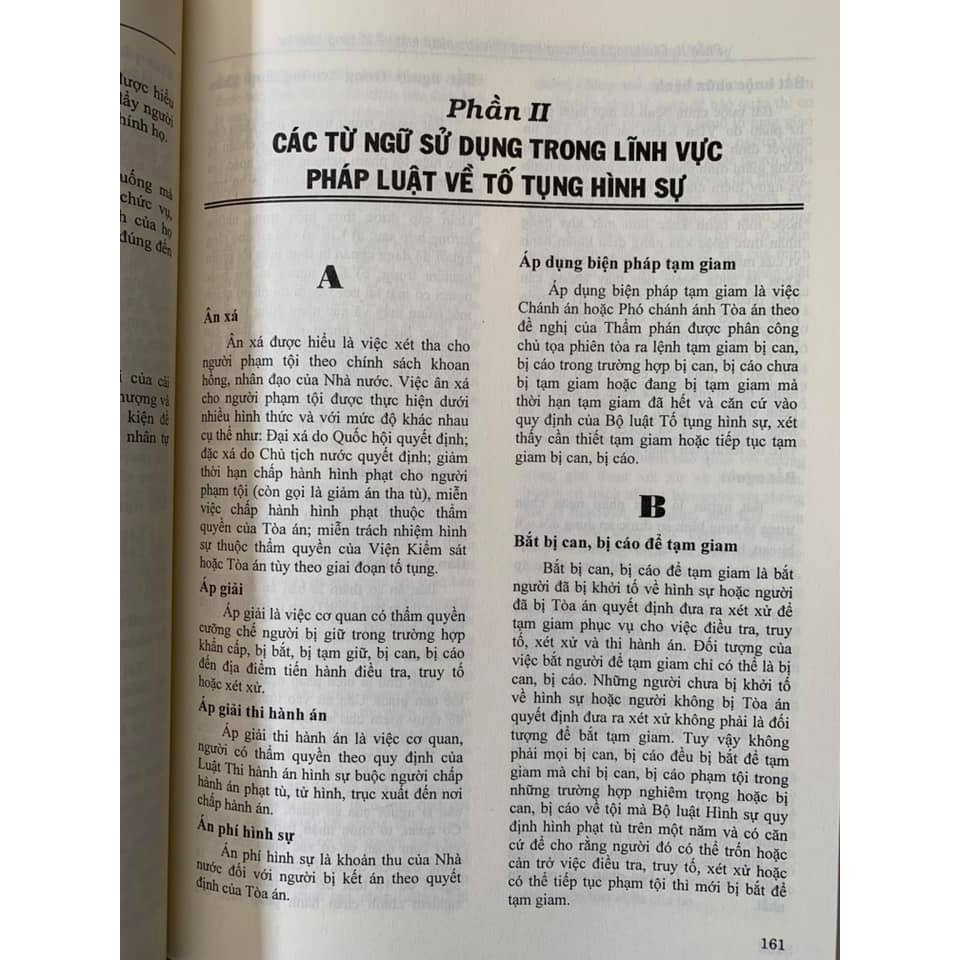 được hiểu
đẩy người
chính họ.
uống mà
chức vụ,
h của họ
đúng đến
í của cải
hượng và
kiện để
nhân tự
Phần II
CÁC TỪ NGỮ SỬ DỤNG TRONG LĨNH VỰC
PHÁP LUẬT VỀ TỐ TỤNG HÌNH SỰ
A
Ân xá
Ân xá được hiểu là việc xét tha cho
người phạm tội theo chính sách khoan
hồng, nhân đạo của Nhà nước. Việc ân xá
cho người phạm tội được thực hiện dưới
nhiều hình thức và với mức độ khác nhau
cụ thể như: Đại xá do Quốc hội quyết định;
đặc xá do Chủ tịch nước quyết định; giảm
thời hạn chấp hành hình phạt cho người
phạm tội (còn gọi là giảm án tha tù), miễn
việc chấp hành hình phạt thuộc thẩm
quyền của Tòa án; miễn trách nhiệm hình
sự thuộc thẩm quyền của Viện Kiểm sát
hoặc Tòa án tùy theo giai đoạn tố tụng.
Áp giải
Áp giải là việc cơ quan có thẩm quyền
cưỡng chế người bị giữ trong trường hợp
khẩn cấp, bị bắt, bị tạm giữ, bị can, bị cáo
đến địa điểm tiến hành điều tra, truy tố
hoặc xét xử.
Áp giải thi hành án
Áp giải thi hành án là việc cơ quan,
người có thẩm quyền theo quy định của
Luật Thi hành án hình sự buộc người chấp
hành án phạt tù, tử hình, trục xuất đến nơi
chấp hành án.
Án phí hình sự
Án phí hình sự là khoản thu của Nhà
nước đối với người bị kết án theo quyết
định của Tòa án.
Áp dụng biện pháp tạm giam
Áp dụng biện pháp tạm giam là việc
Chánh án hoặc Phó chánh ánh Tòa án theo
đề nghị của Thẩm phán được phân công
chủ tọa phiên tòa ra lệnh tạm giam bị can,
bị cáo trong trường hợp bị can, bị cáo chưa
bị tạm giam hoặc đang bị tạm giam mà
thời hạn tạm giam đã hết và căn cứ vào
quy định của Bộ luật Tố tụng hình sự, xét
thấy cần thiết tạm giam hoặc tiếp tục tạm
giam bị can, bị cáo.
B
Bắt bị can, bị cáo để tạm giam
Bắt bị can, bị cáo để tạm giam là bắt
người đã bị khởi tố về hình sự hoặc người
đã bị Tòa án quyết định đưa ra xét xử để
tạm giam phục vụ cho việc điều tra, truy
tố, xét xử và thi hành án. Đối tượng của
việc bắt người để tạm giam chỉ có thể là bị
can, bị cáo. Những người chưa bị khởi tố
về hình sự hoặc người không bị Tòa án
quyết định đưa ra xét xử không phải là đối
tượng để bắt tạm giam. Tuy vậy không
phải mọi bị can, bị cáo đều bị bắt để tạm
giam mà chỉ bị can, bị cáo phạm tội trong
những trường hợp nghiêm trọng hoặc bị
can, bị cáo về tội mà Bộ luật Hình sự quy
định hình phạt tù trên một năm và có căn
cứ để cho rằng người đó có thể trốn hoặc
cản trở việc điều tra, truy tố, xét xử hoặc
có thể tiếp tục phạm tội thì mới bị bắt để
tạm giam.
161